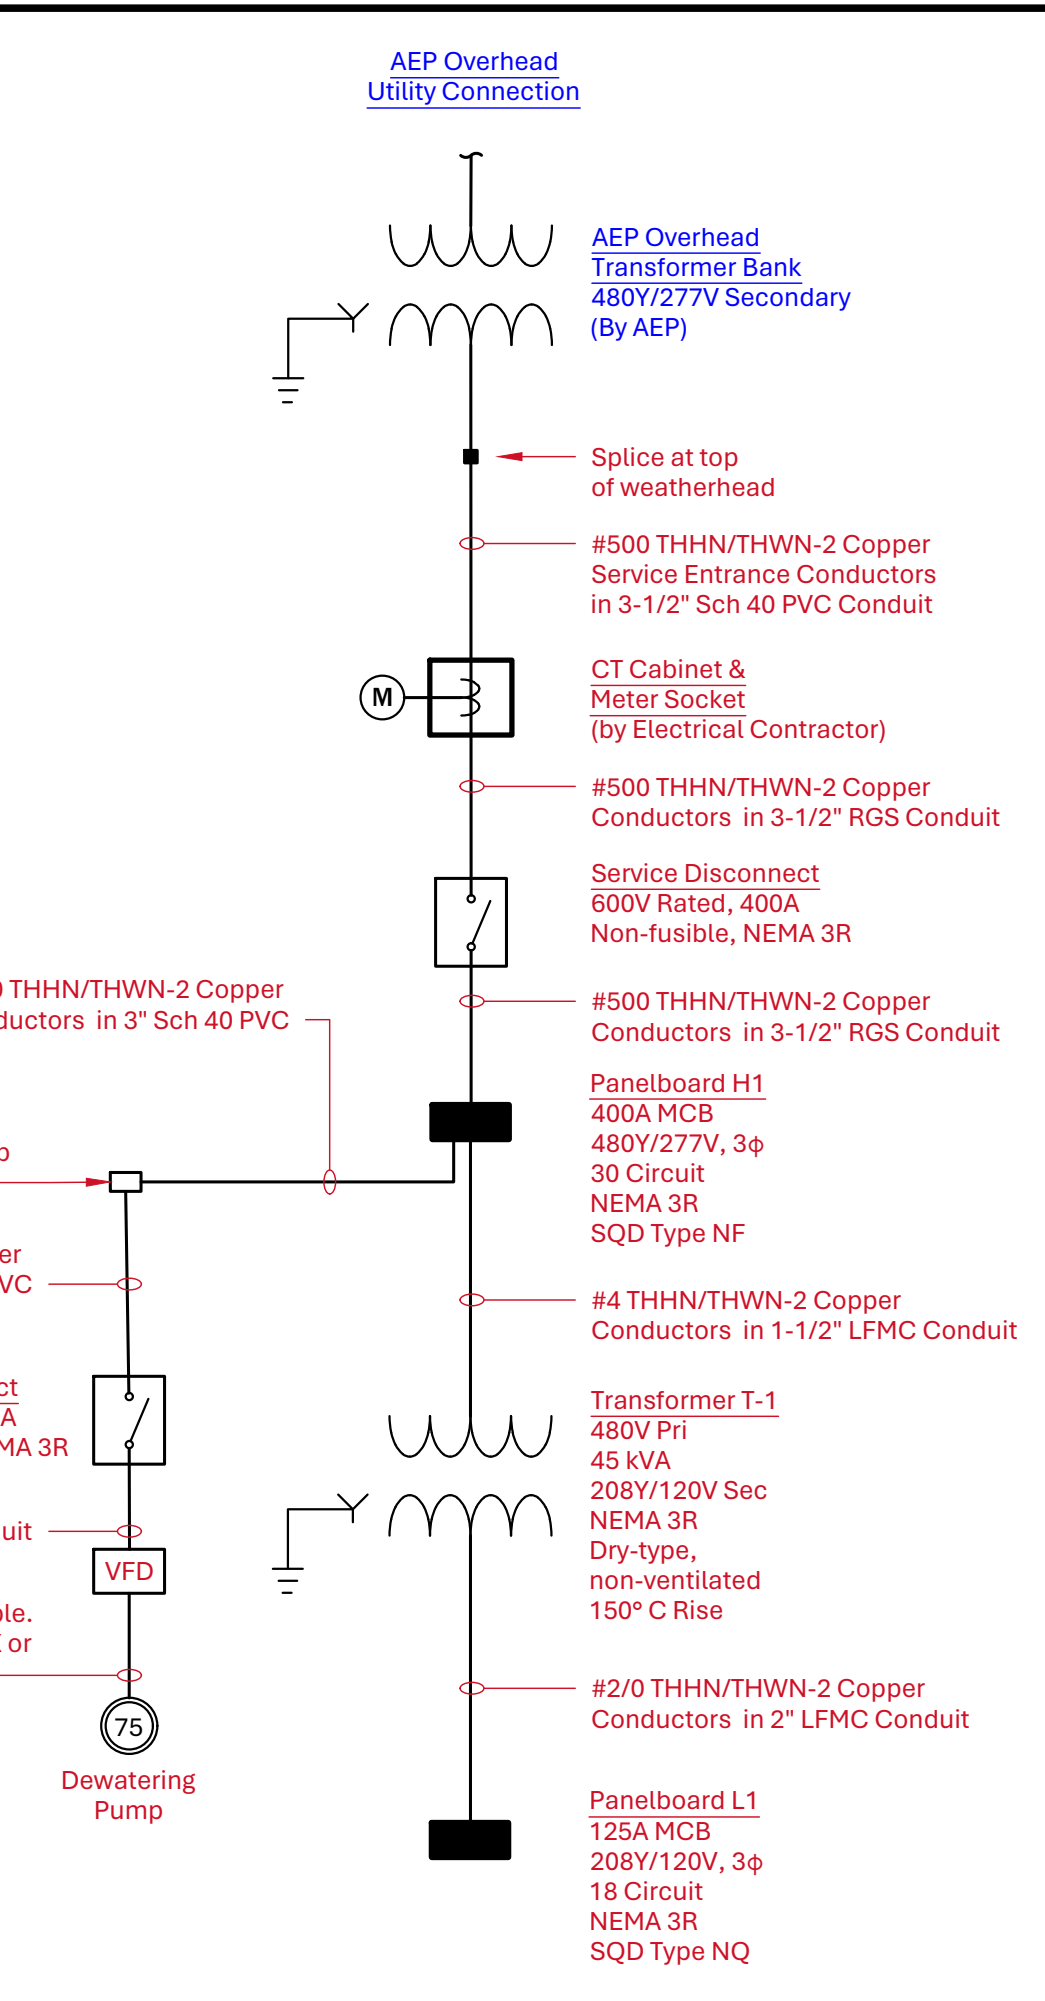 AEP Overhead
Utility Connection
AEP Overhead
Transformer Bank
480Y/277V Secondary
(By AEP)
Splice at top
of weatherhead
#500 THHN/THWN-2 Copper
Service Entrance Conductors
in 3-1/2" Sch 40 PVC Conduit
M
CT Cabinet &
Meter Socket
(by Electrical Contractor)
#500 THHN/THWN-2 Copper
Conductors in 3-1/2" RGS Conduit
Service Disconnect
600V Rated, 400A
Non-fusible, NEMA 3R
THHN/THWN-2 Copper
in 3" Sch 40 PVC
#500 THHN/THWN-2 Copper
Conductors in 3-1/2" RGS Conduit
Panelboard H1
400A MCB
480Y/277V, 3ϕ
30 Circuit
NEMA 3R
SQD Type NF
#4 THHN/THWN-2 Copper
Conductors in 1-1/2" LFMC Conduit
3R
Transformer T-1
480V Pri
45 kVA
208Y/120V Sec
NEMA 3R
Dry-type,
non-ventilated
150° C Rise
VFD
or
75
Dewatering
Pump
#2/0 THHN/THWN-2 Copper
Conductors in 2" LFMC Conduit
Panelboard L1
125A MCB
208Y/120V, 3ϕ
18 Circuit
NEMA 3R
SQD Type NQ